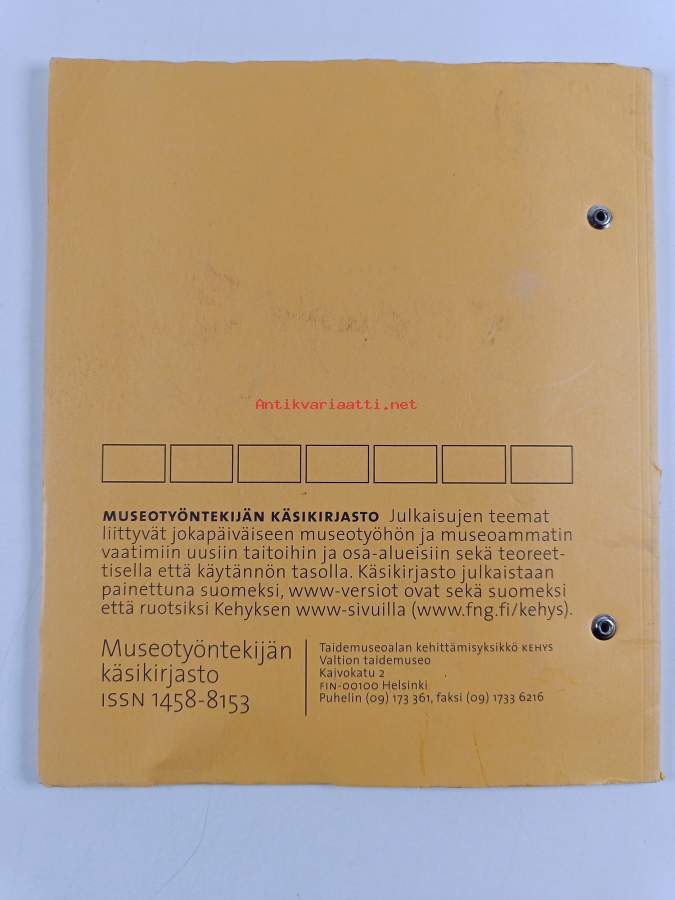 Antikvariaatti.net
MUSEOTYÖNTEKIJÄN KÄSIKIRJASTO Julkaisujen teemat
liittyvät jokapäiväiseen museotyöhön ja museoammatin
vaatimiin uusiin taitoihin ja osa-alueisiin sekä teoreet-
tisella että käytännön tasolla. Käsikirjasto julkaistaan
painettuna suomeksi, www-versiot ovat sekä suomeksi
että ruotsiksi Kehyksen www-sivuilla (www.fng.fi/kehys).
Museotyöntekijän
käsikirjasto
ISSN 1458-8153
Taidemuseoalan kehittämisyksikkö KEHYS
Valtion taidemuseo
Kaivokatu 2
FIN-00100 Helsinki
Puhelin (09) 173 361, faksi (09) 1733 6216